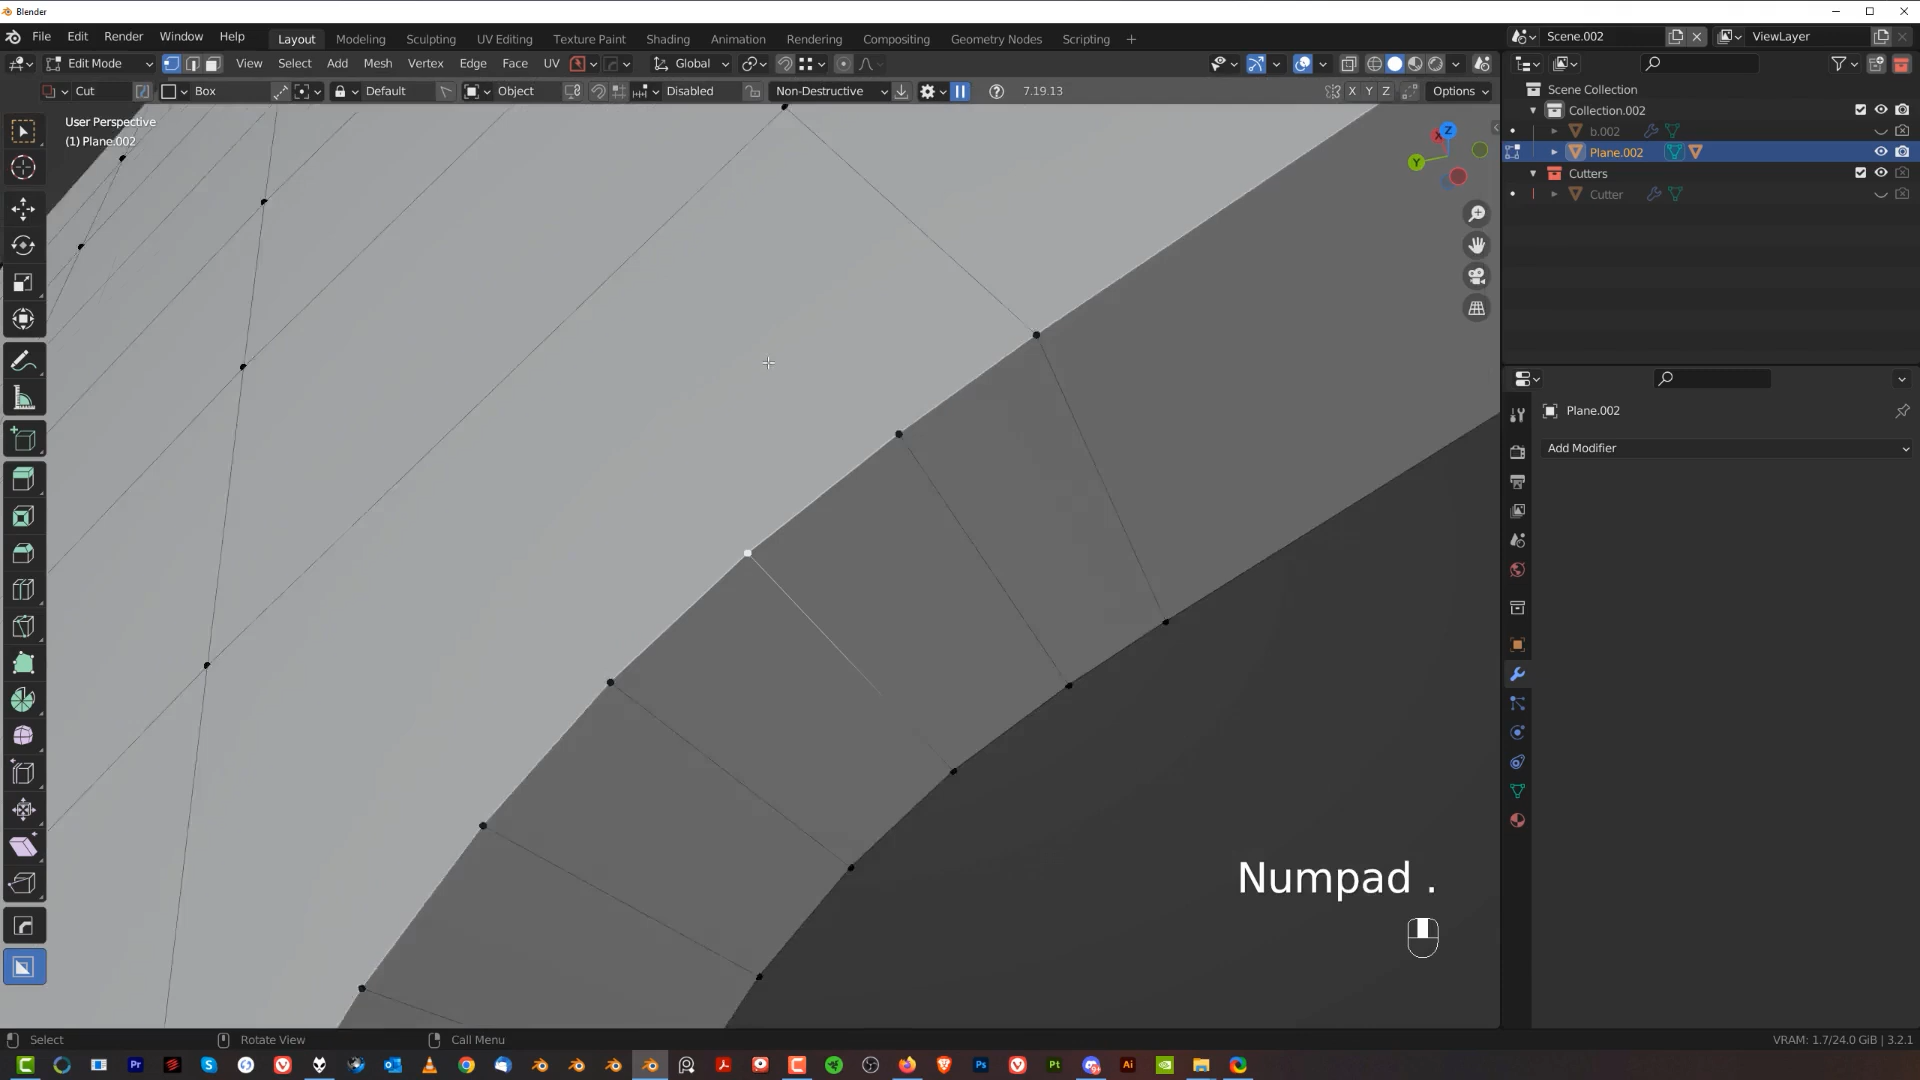 Blender
File Edit Render Window Help Layout Modeling Sculpting UV Editing Texture Paint Shading Animation Rendering Compositing Geometry Nodes Scripting + Scene.002 ViewLayer
Edit Mode View Select Add Mesh Vertex Edge Face UV Global
Cut Box Default Object Disabled Non-Destructive 7.19.13 X Y Z Options
User Perspective
(1) Plane.002
Z
X
Y
Scene Collection
Collection.002
b.002
Plane.002
Cutters
Cutter
Plane.002
Add Modifier
Numpad .
Select Rotate View Call Menu VRAM: 1.7/24.0 GiB | 3.2.1
Pr S Ps Pt Ai